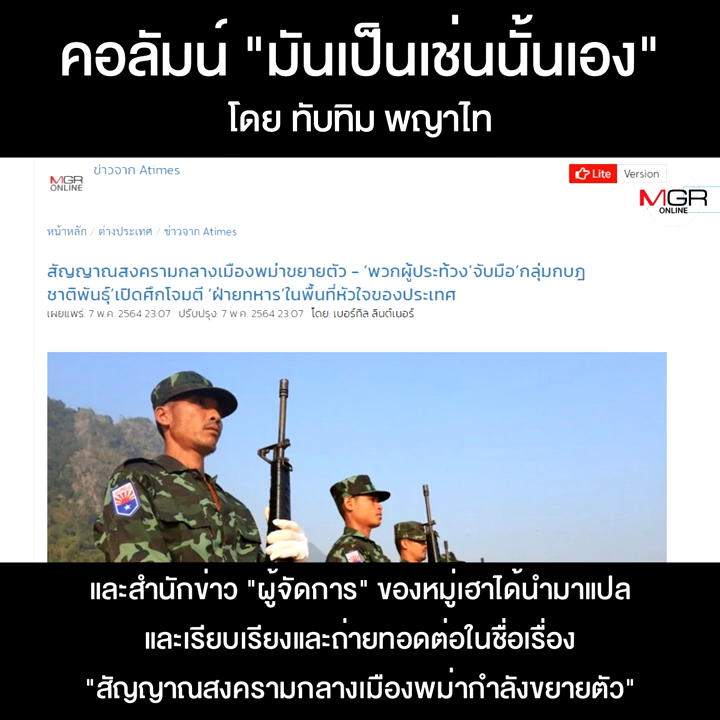 คอลัมน์ "มันเป็นเช่นนั้นเอง"
โดย ทับทิม พญาไท
MGR
ONLINE
ข่าวจาก Atimes
Lite Version
MGR
ONLINE
หน้าหลัก / ต่างประเทศ / ข่าวจาก Atimes
สัญญาณสงครามกลางเมืองพม่าขยายตัว - ‘พวกผู้ประท้วง’จับมือ‘กลุ่มกบฏ
ชาติพันธุ์’เปิดศึกโจมตี ‘ฝ่ายทหาร’ในพื้นที่หัวใจของประเทศ
เผยแพร่: 7 พ.ค. 2564 23:07 ปรับปรุง: 7 พ.ค. 2564 23:07 โดย: เบอร์ทิล ลินต์เนอร์
และสำนักข่าว "ผู้จัดการ" ของหมู่เฮาได้นำมาแปล
และเรียบเรียงและถ่ายทอดต่อในชื่อเรื่อง
"สัญญาณสงครามกลางเมืองพม่ากำลังขยายตัว"